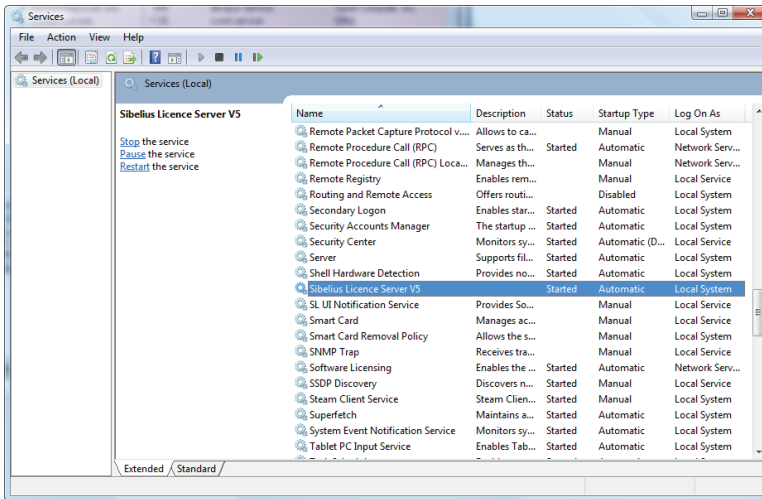 Services
File Action View Help
Services (Local)
Services (Local)
Sibelius Licence Server V5
Stop the service
Pause the service
Restart the service
Name Description Status Startup Type Log On As
Remote Packet Capture Protocol v.... Allows to ca... Manual Local System
Remote Procedure Call (RPC) Serves as th... Started Automatic Network Serv...
Remote Procedure Call (RPC) Loca... Manages th... Manual Network Serv...
Remote Registry Enables rem... Manual Local Service
Routing and Remote Access Offers routi... Disabled Local System
Secondary Logon Enables star... Started Automatic Local System
Security Accounts Manager The startup ... Started Automatic Local System
Security Center Monitors sy... Started Automatic (D... Local Service
Server Supports fil... Started Automatic Local System
Shell Hardware Detection Provides no... Started Automatic Local System
Sibelius Licence Server V5 Started Automatic Local System
SL UI Notification Service Provides So... Manual Local Service
Smart Card Manages ac... Manual Local Service
Smart Card Removal Policy Allows the s... Manual Local System
SNMP Trap Receives tra... Manual Local Service
Software Licensing Enables the ... Started Automatic Network Serv...
SSDP Discovery Discovers n... Started Manual Local Service
Steam Client Service Steam Clien... Started Manual Local System
Superfetch Maintains a... Started Automatic Local System
System Event Notification Service Monitors sy... Started Automatic Local System
Tablet PC Input Service Enables Tab... Started Automatic Local System
Extended Standard